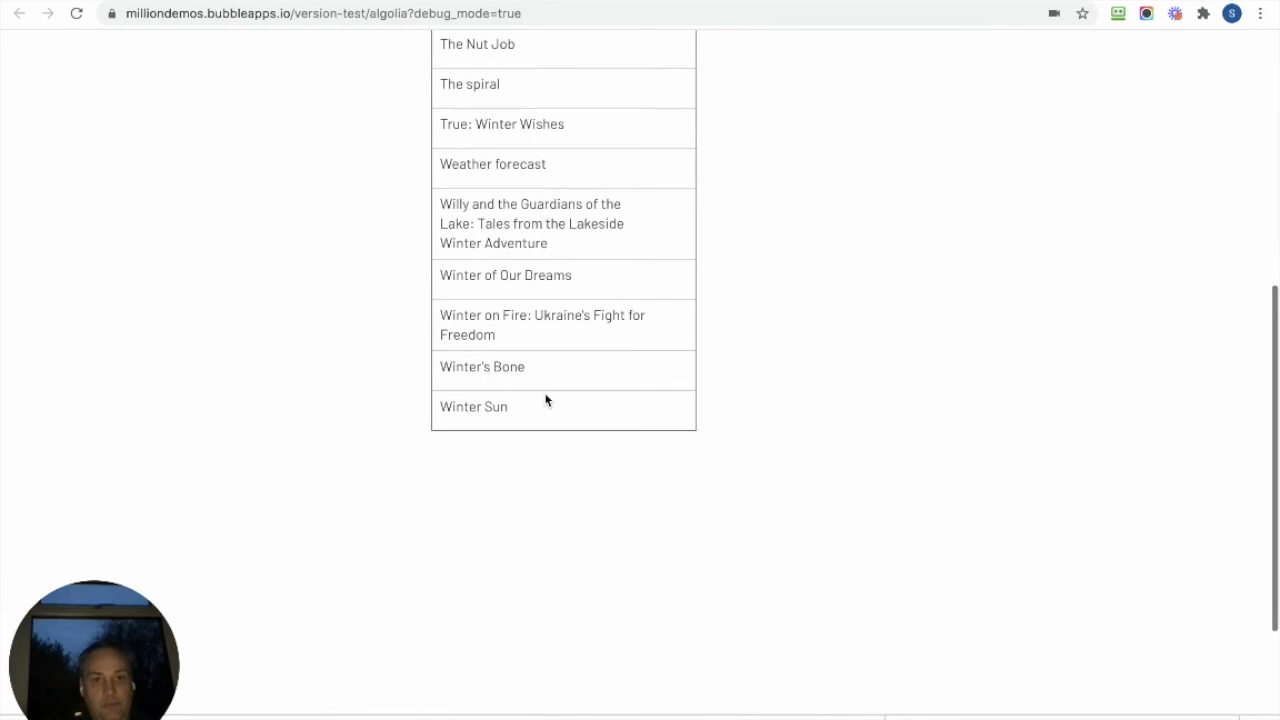 milliondemos.bubbleapps.io/version-test/algolia?debug_mode=true
S
The Nut Job
The spiral
True: Winter Wishes
Weather forecast
Willy and the Guardians of the
Lake: Tales from the Lakeside
Winter Adventure
Winter of Our Dreams
Winter on Fire: Ukraine's Fight for
Freedom
Winter's Bone
Winter Sun